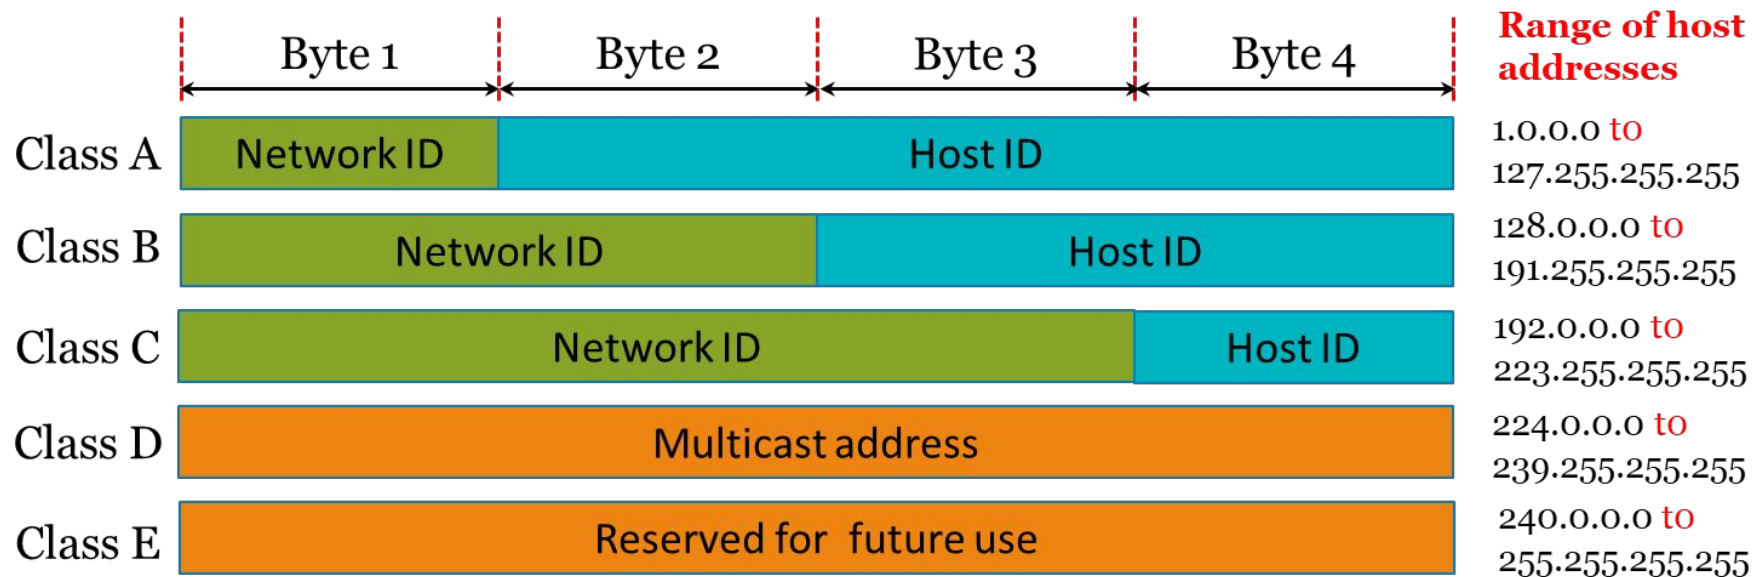 Byte 1 Byte 2 Byte 3 Byte 4 Range of host
addresses
Class A Network ID Host ID 1.0.0.0 to
127.255.255.255
Class B Network ID Host ID 128.0.0.0 to
191.255.255.255
Class C Network ID Host ID 192.0.0.0 to
223.255.255.255
Class D Multicast address 224.0.0.0 to
239.255.255.255
Class E Reserved for future use 240.0.0.0 to
255.255.255.255